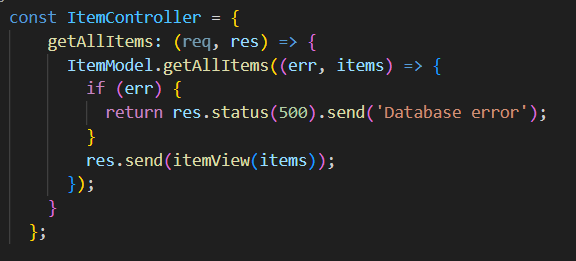 const ItemController = {
getAllItems: (req, res) => {
ItemModel.getAllItems((err, items) => {
if (err) {
return res.status(500).send('Database error');
}
res.send(itemView(items));
});
}
};